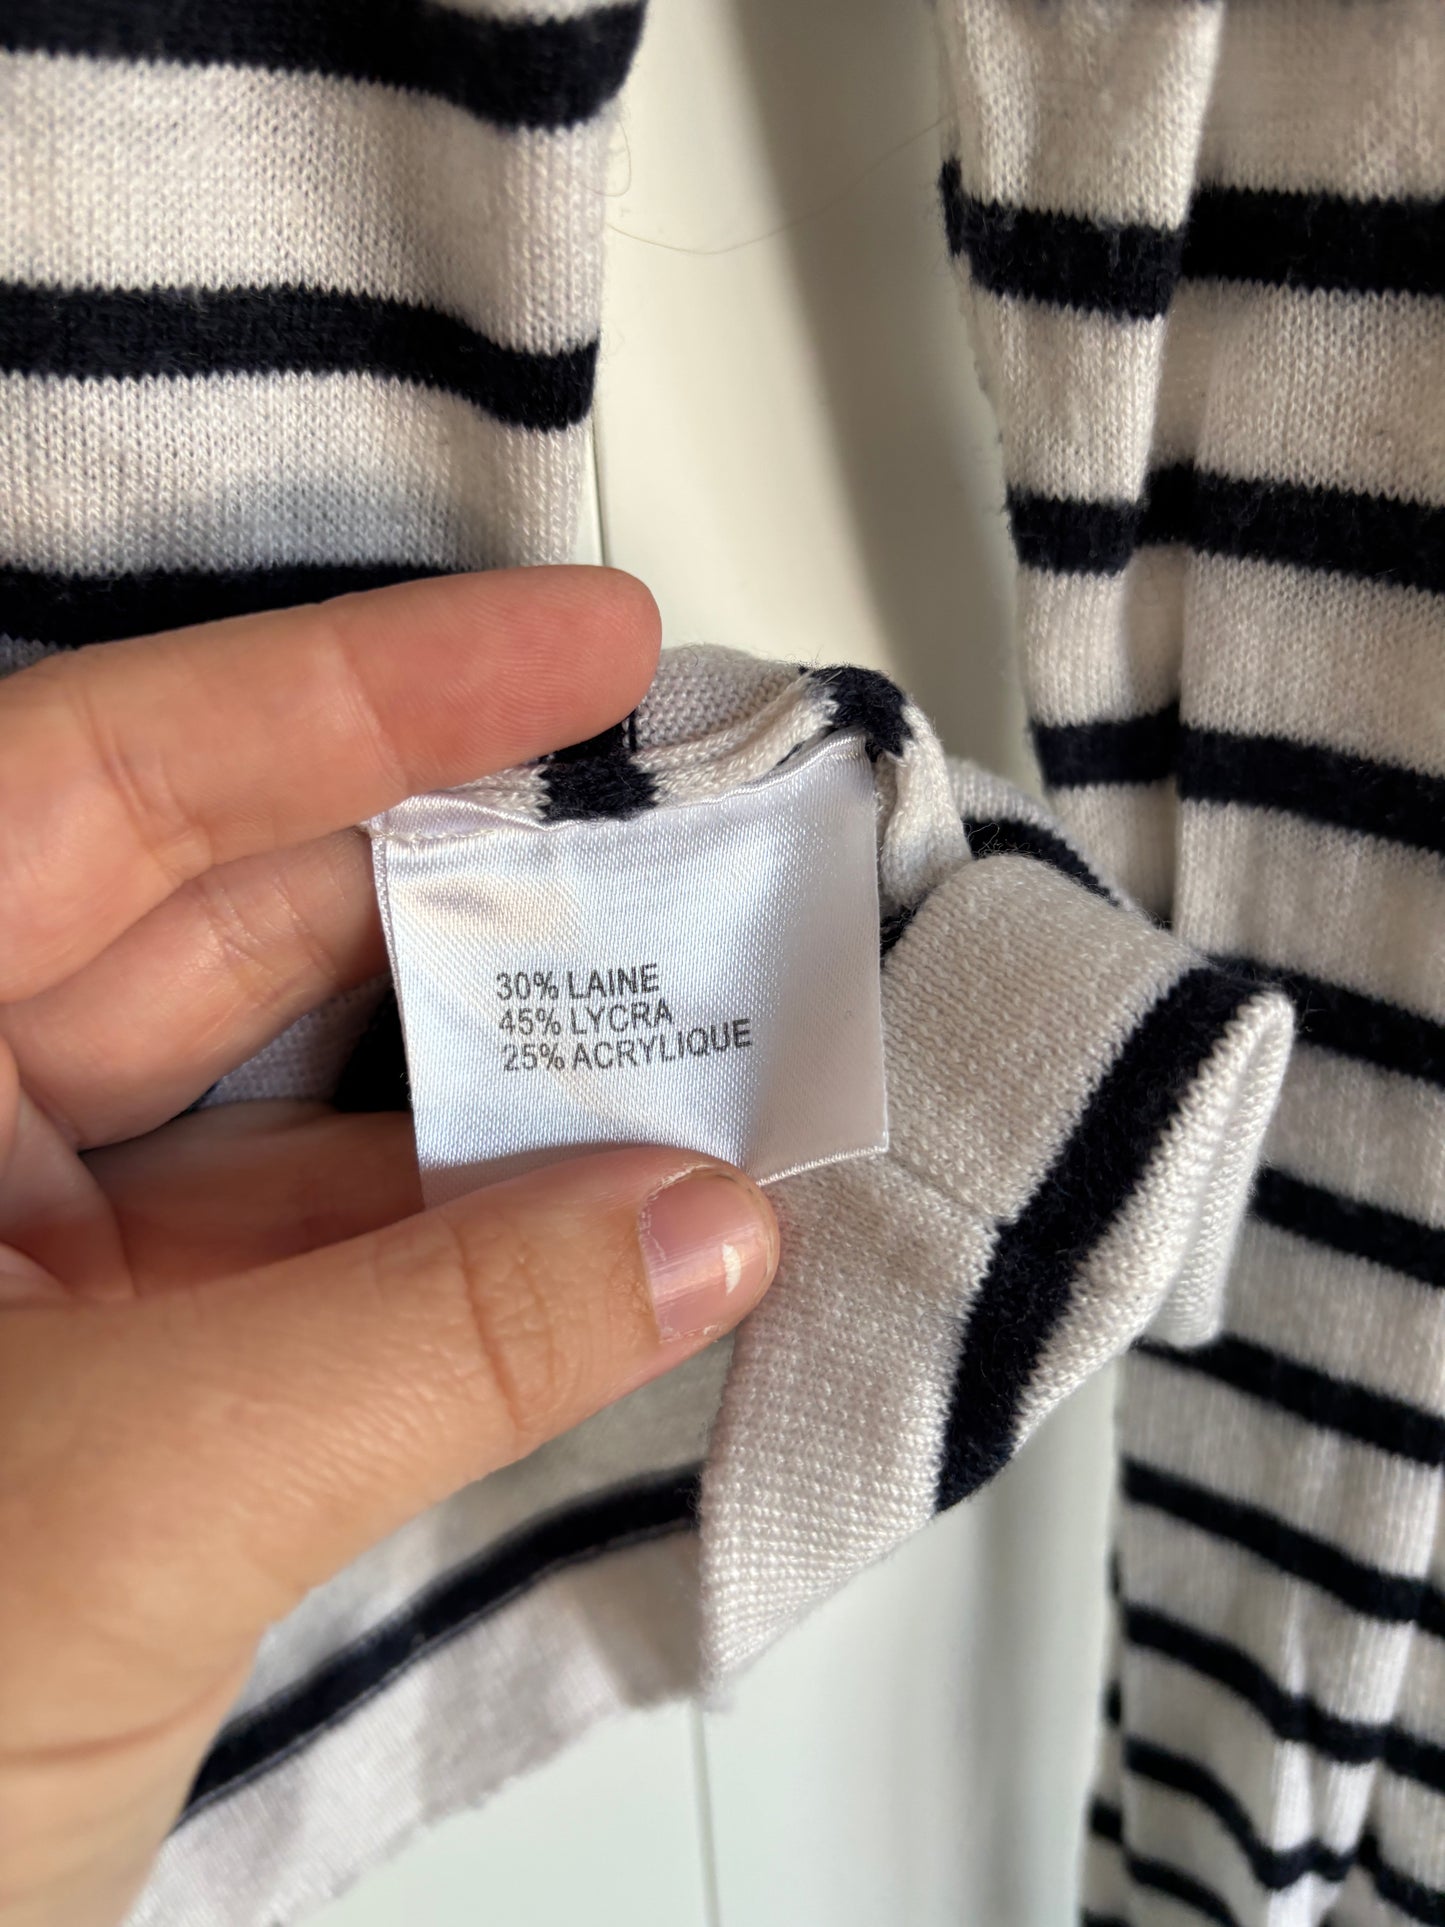 30% LAINE
45% LYCRA
25% ACRYLIQUE